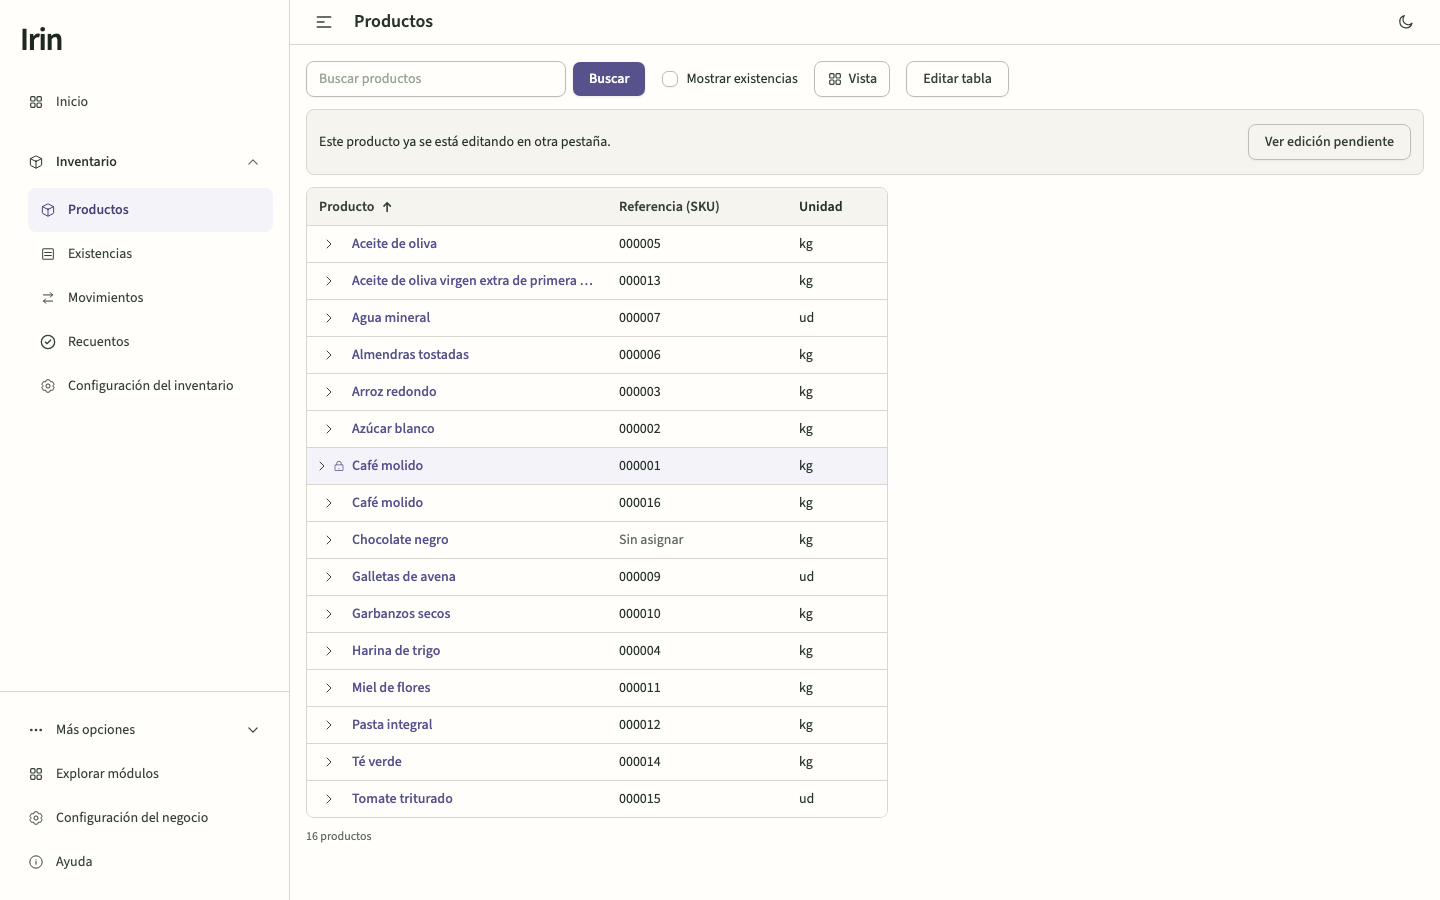 Irin
Inicio
Inventario
Productos
Existencias
Movimientos
Recuentos
Configuración del inventario
Más opciones
Explorar módulos
Configuración del negocio
Ayuda
Productos
Buscar productos Buscar Mostrar existencias Vista Editar tabla
Este producto ya se está editando en otra pestaña. Ver edición pendiente
Producto Referencia (SKU) Unidad
Aceite de oliva 000005 kg
Aceite de oliva virgen extra de primera … 000013 kg
Agua mineral 000007 ud
Almendras tostadas 000006 kg
Arroz redondo 000003 kg
Azúcar blanco 000002 kg
Café molido 000001 kg
Café molido 000016 kg
Chocolate negro Sin asignar kg
Galletas de avena 000009 ud
Garbanzos secos 000010 kg
Harina de trigo 000004 kg
Miel de flores 000011 kg
Pasta integral 000012 kg
Té verde 000014 kg
Tomate triturado 000015 ud
16 productos